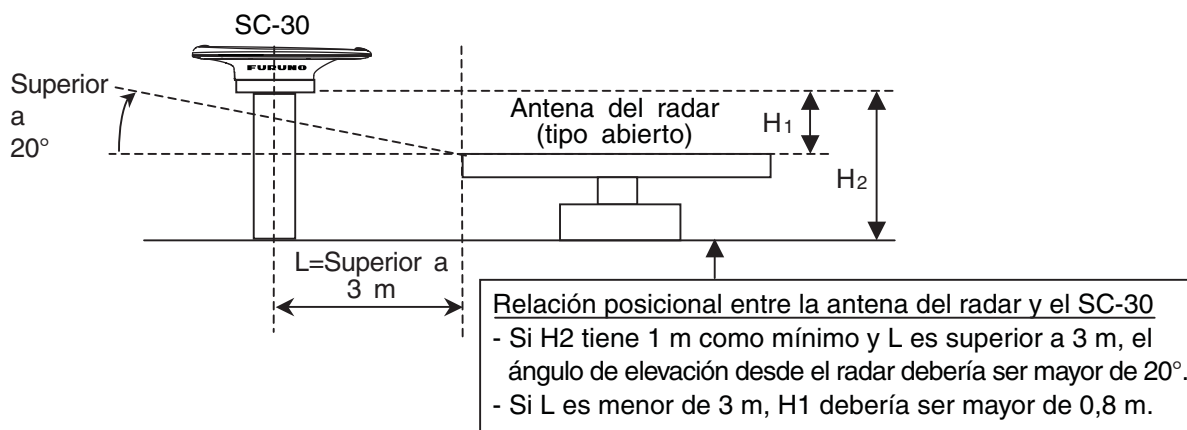 SC-30
FURUNO
Superior
a
20°
Antena del radar
(tipo abierto)
H1
H2
L=Superior a
3 m
Relación posicional entre la antena del radar y el SC-30
- Si H2 tiene 1 m como mínimo y L es superior a 3 m, el
ángulo de elevación desde el radar debería ser mayor de 20°.
- Si L es menor de 3 m, H1 debería ser mayor de 0,8 m.